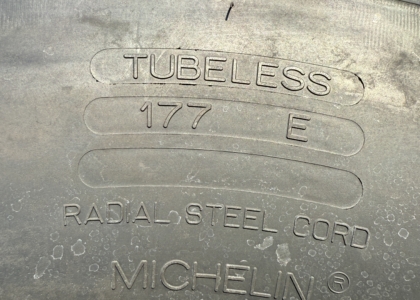 TUBELESS
177 E
RADIAL STEEL CORD
MICHELIN®